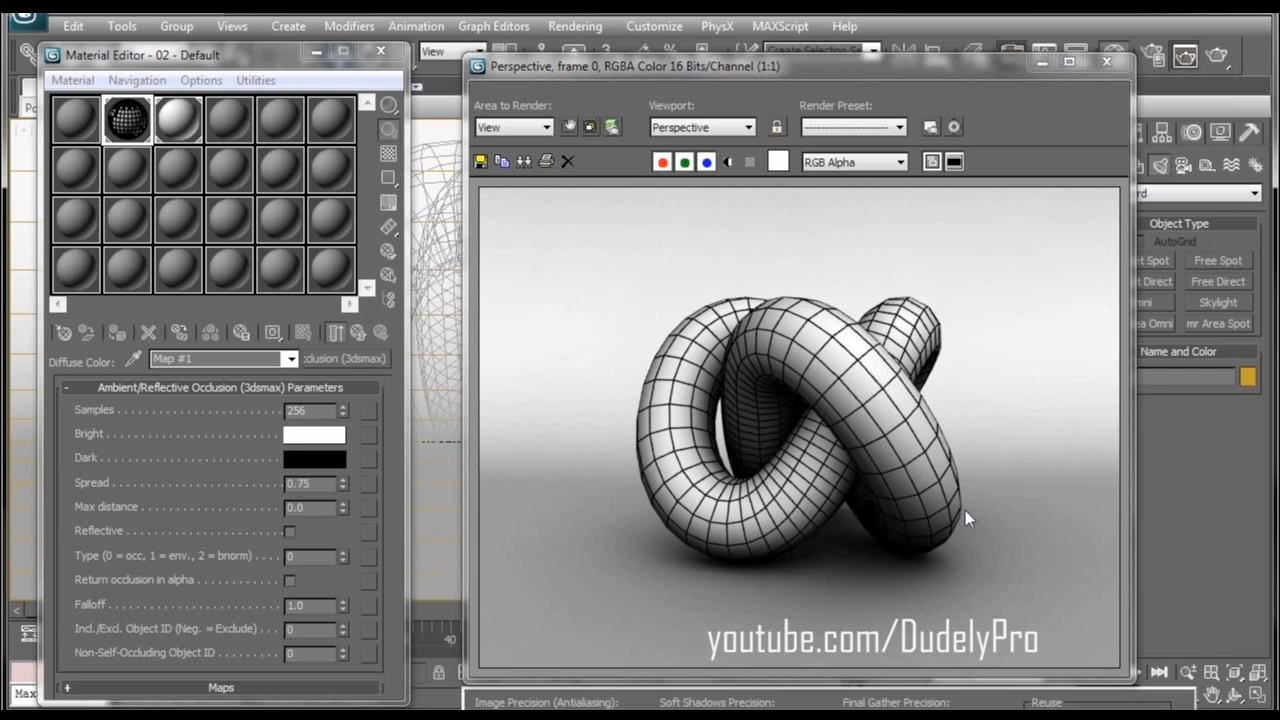 Edit Tools Group Views Create Modifiers Animation Graph Editors Rendering Customize PhysX MAXScript Help
Material Editor - 02 - Default
Material Navigation Options Utilities
Diffuse Color: Map #1
Ambient/Reflective Occlusion (3dsmax) Parameters
Samples 256
Bright
Dark
Spread 0.75
Max distance 0.0
Reflective
Type (0 = occ, 1 = env., 2 = bnorm) 0
Return occlusion in alpha
Falloff 1.0
Incl./Excl. Object ID (Neg. = Exclude) 0
Non-Self-Occluding Object ID 0
Maps
View
Perspective, frame 0, RGBA Color 16 Bits/Channel (1:1)
Area to Render: Viewport: Render Preset:
View Perspective
RGB Alpha
youtube.com/DudelyPro
Object Type
AutoGrid
Free Spot
Free Direct
Skylight
mr Area Spot
Name and Color
40
Image Precision (Antialiasing): Soft Shadows Precision: Final Gather Precision: Reuse